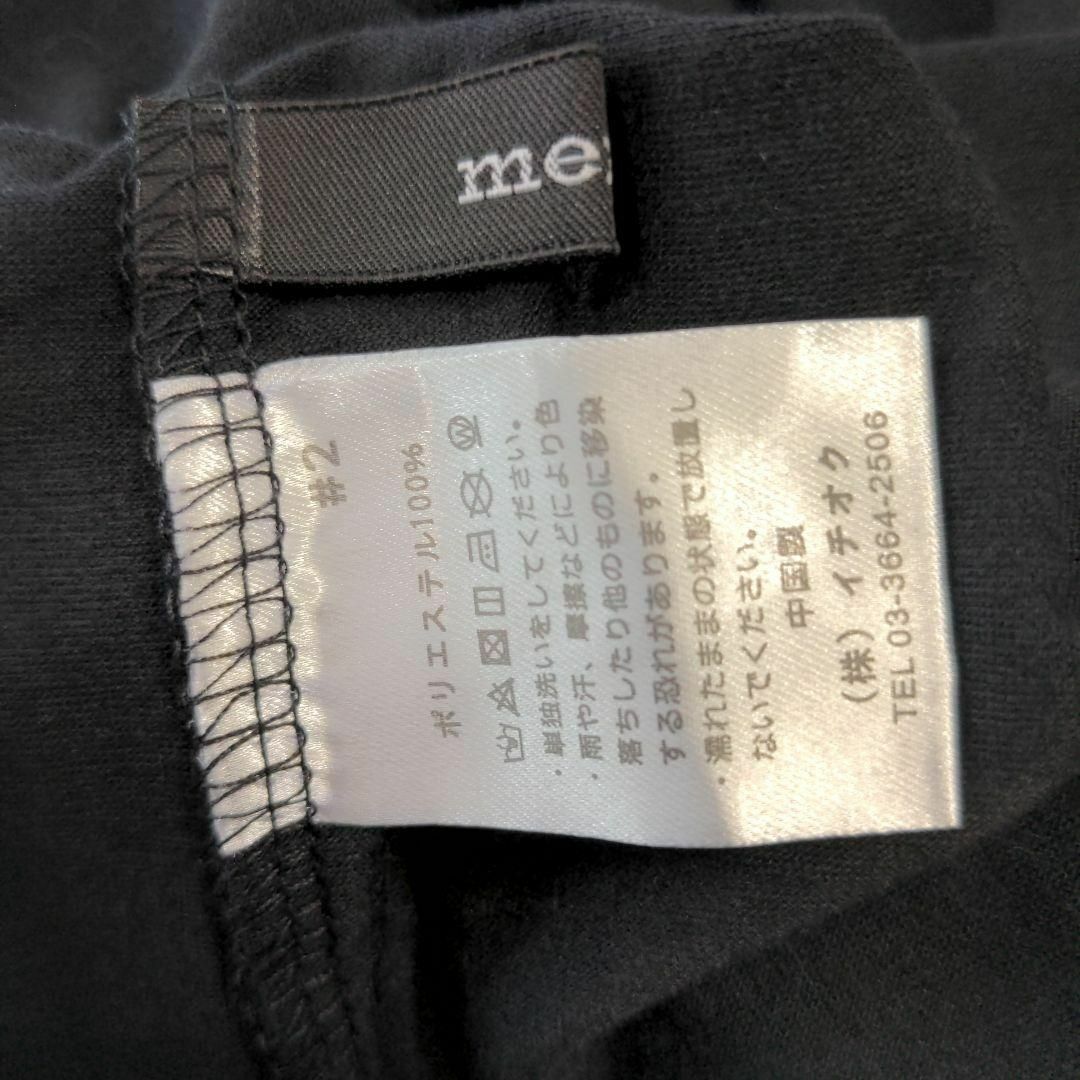 me
#2
ポリエステル100%
・単独洗いをしてください。
・雨や汗、摩擦などにより色
落ちしたり他のものに移染
する恐れがあります。
・濡れたままの状態で放置し
ないでください。
中国製
(株) イチオク
TEL 03-3664-2506